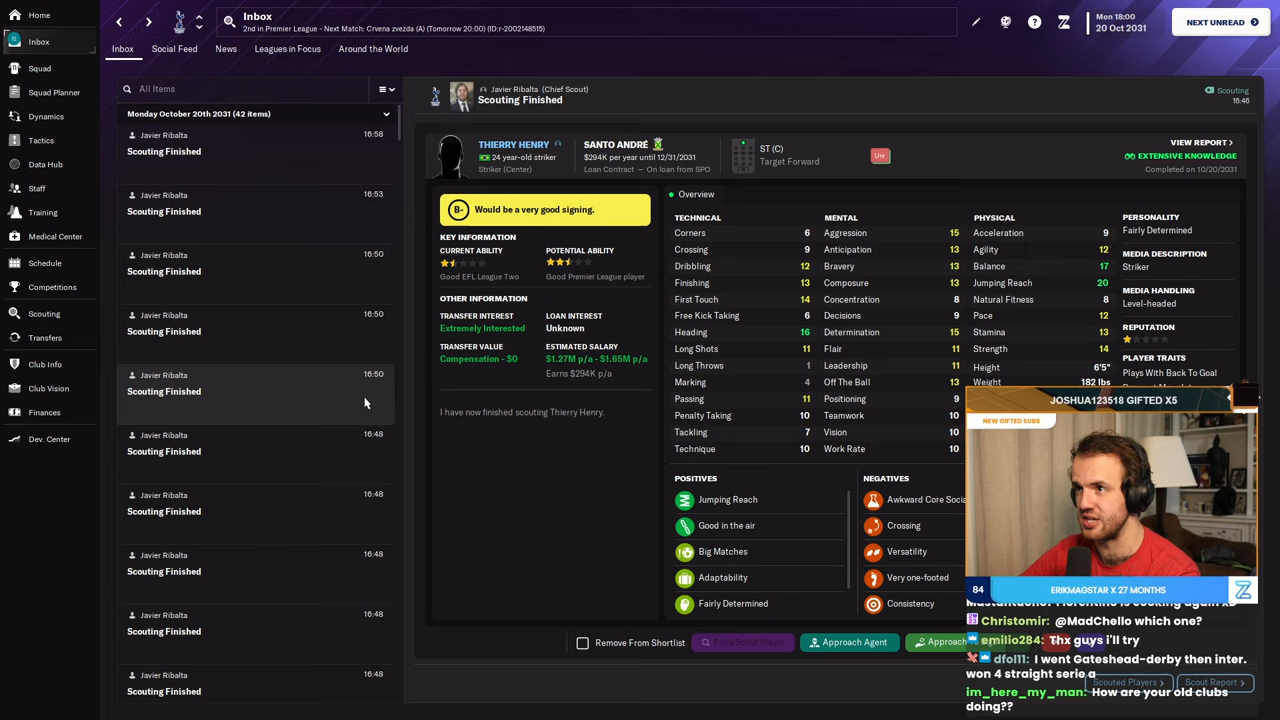 Home
Inbox
Squad
Squad Planner
Dynamics
Tactics
Data Hub
Staff
Training
Medical Center
Schedule
Competitions
Scouting
Transfers
Club Info
Club Vision
Finances
Dev. Center
12
Inbox
2nd in Premier League - Next Match: Crvena zvezda (A) (Tomorrow 20:00) (ID:r-2002148515)
Mon 18:00
20 Oct 2031
NEXT UNREAD
Inbox
Social Feed
News
Leagues in Focus
Around the World
All Items
Monday October 20th 2031 (42 items)
Javier Ribalta 16:58
Scouting Finished
Javier Ribalta 16:53
Scouting Finished
Javier Ribalta 16:50
Scouting Finished
Javier Ribalta 16:50
Scouting Finished
Javier Ribalta 16:50
Scouting Finished
Javier Ribalta 16:48
Scouting Finished
Javier Ribalta 16:48
Scouting Finished
Javier Ribalta 16:48
Scouting Finished
Javier Ribalta 16:48
Scouting Finished
Javier Ribalta 16:48
Scouting Finished
Javier Ribalta (Chief Scout)
Scouting Finished
Scouting
16:46
THIERRY HENRY
24 year-old striker
Striker (Center)
SANTO ANDRÉ
$294K per year until 12/31/2031
Loan Contract — On loan from SPO
ST (C)
Target Forward
Unr
VIEW REPORT
EXTENSIVE KNOWLEDGE
Completed on 10/20/2031
B-
Would be a very good signing.
KEY INFORMATION
CURRENT ABILITY
Good EFL League Two
POTENTIAL ABILITY
Good Premier League player
OTHER INFORMATION
TRANSFER INTEREST
Extremely Interested
LOAN INTEREST
Unknown
TRANSFER VALUE
Compensation - $0
ESTIMATED SALARY
$1.27M p/a - $1.65M p/a
Earns $294K p/a
I have now finished scouting Thierry Henry.
Overview
TECHNICAL
Corners 6
Crossing 9
Dribbling 12
Finishing 13
First Touch 14
Free Kick Taking 6
Heading 16
Long Shots 11
Long Throws 1
Marking 4
Passing 11
Penalty Taking 10
Tackling 7
Technique 10
MENTAL
Aggression 15
Anticipation 13
Bravery 13
Composure 13
Concentration 8
Decisions 9
Determination 15
Flair 11
Leadership 11
Off The Ball 13
Positioning 9
Teamwork 10
Vision 10
Work Rate 10
PHYSICAL
Acceleration 9
Agility 12
Balance 17
Jumping Reach 20
Natural Fitness 8
Pace 12
Stamina 13
Strength 14
Height 6'5"
Weight 182 lbs
PERSONALITY
Fairly Determined
MEDIA DESCRIPTION
Striker
MEDIA HANDLING
Level-headed
REPUTATION
PLAYER TRAITS
Plays With Back To Goal
POSITIVES
Jumping Reach
Good in the air
Big Matches
Adaptability
Fairly Determined
NEGATIVES
Awkward Core Socia
Crossing
Versatility
Very one-footed
Consistency
Remove From Shortlist
Fully Scout Player
Approach Agent
Approach
Scouted Players
Scout Report
JOSHUA123518 GIFTED X5
NEW GIFTED SUBS
84
ERIKMAGSTAR X 27 MONTHS
Z
Christomir: @MadChello which one?
emilio284: Thx guys i'll try
dfol11: I went Gateshead-derby then inter.
won 4 straight serie a
im_here_my_man: How are your old clubs
doing??